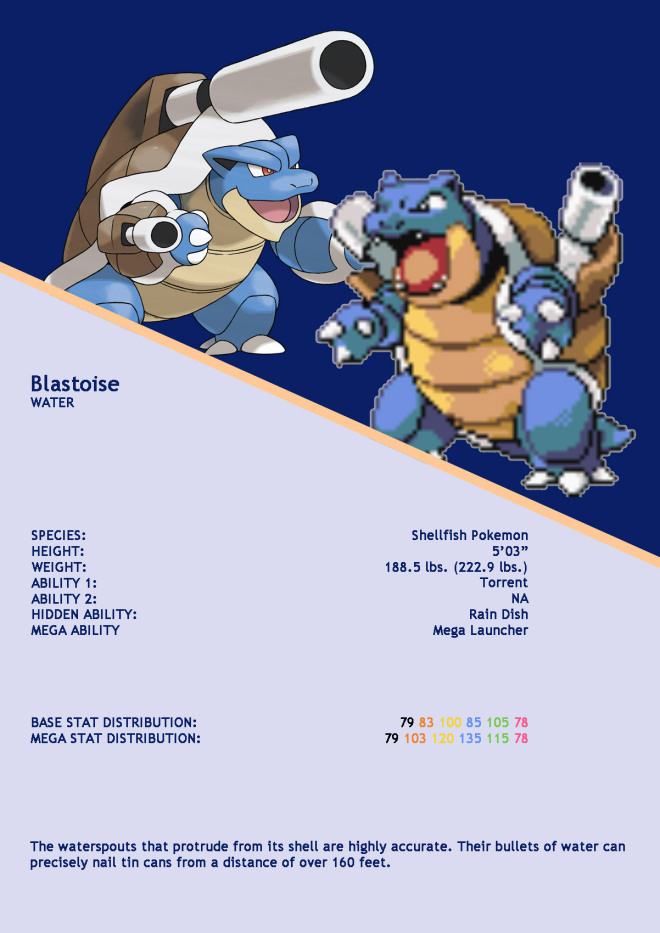 Blastoise
WATER
SPECIES: Shellfish Pokemon
HEIGHT: 5’03”
WEIGHT: 188.5 lbs. (222.9 lbs.)
ABILITY 1: Torrent
ABILITY 2: NA
HIDDEN ABILITY: Rain Dish
MEGA ABILITY Mega Launcher
BASE STAT DISTRIBUTION: 79 83 100 85 105 78
MEGA STAT DISTRIBUTION: 79 103 120 135 115 78
The waterspouts that protrude from its shell are highly accurate. Their bullets of water can
precisely nail tin cans from a distance of over 160 feet.